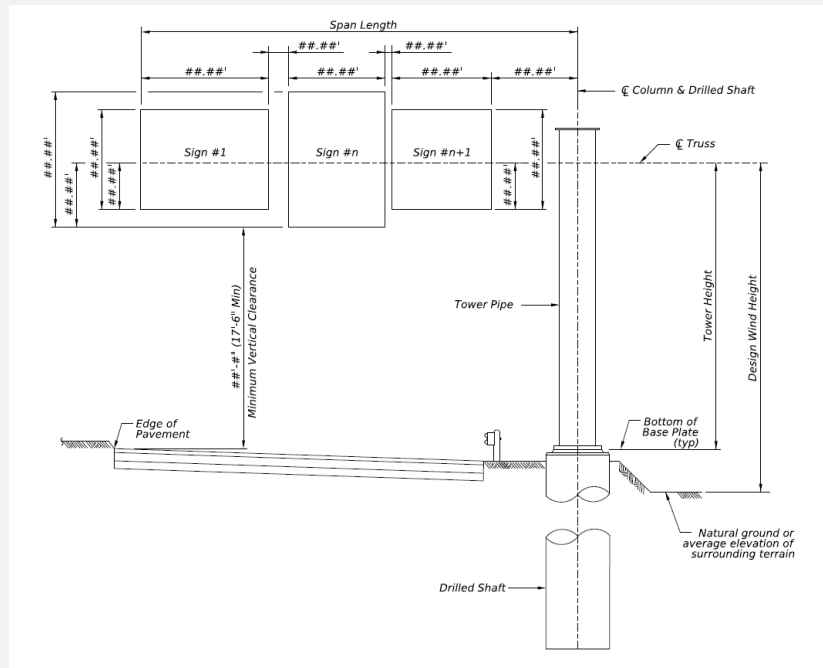 Span Length
##.##'
##.##'
##.##'
##.##'
##.##'
##.##'
℄ Column & Drilled Shaft
##.##'
##.##'
##.##'
##.##'
Sign #1
Sign #n
Sign #n+1
##.##'
##.##'
℄ Truss
##'-#" (17'-6" Min)
Minimum Vertical Clearance
Tower Pipe
Tower Height
Design Wind Height
Edge of
Pavement
Bottom of
Base Plate
(typ)
Natural ground or
average elevation of
surrounding terrain
Drilled Shaft